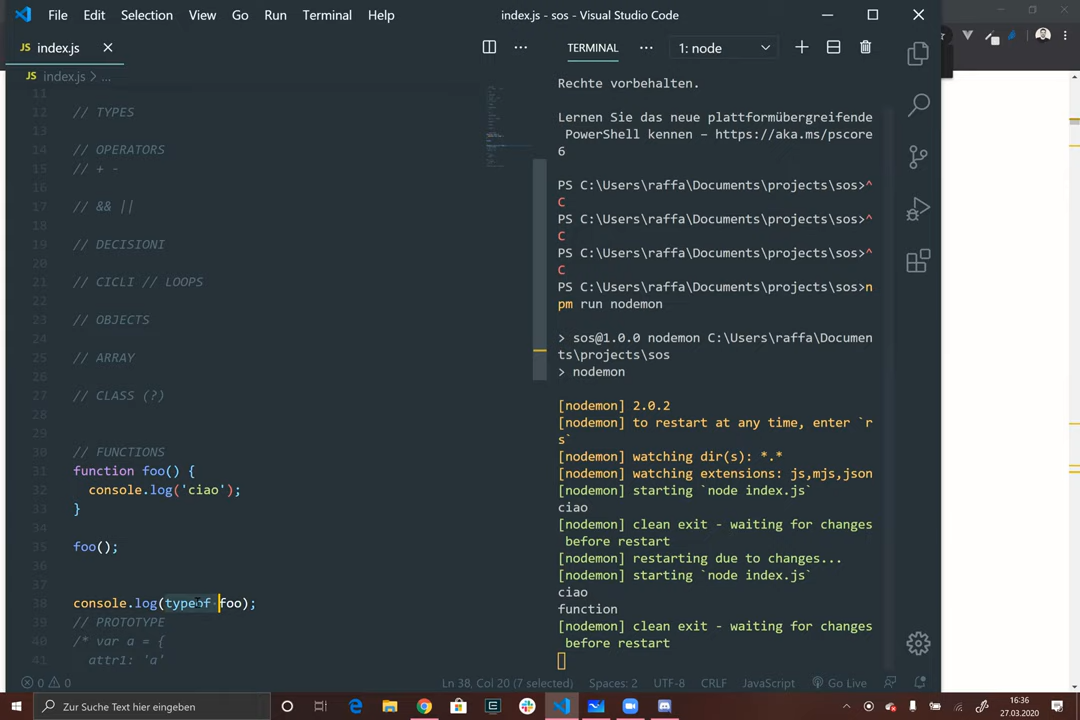 File Edit Selection View Go Run Terminal Help
index.js - sos - Visual Studio Code
JS index.js
JS index.js > ...
11
12 // TYPES
13
14 // OPERATORS
15 // + -
16
17 // && ||
18
19 // DECISIONI
20
21 // CICLI // LOOPS
22
23 // OBJECTS
24
25 // ARRAY
26
27 // CLASS (?)
28
29
30 // FUNCTIONS
31 function foo() {
32 console.log('ciao');
33 }
34
35 foo();
36
37
38 console.log(typeof foo);
39 // PROTOTYPE
40 /* var a = {
41 attr1: 'a'
TERMINAL ... 1: node
Rechte vorbehalten.
Lernen Sie das neue plattformübergreifende
PowerShell kennen – https://aka.ms/pscore
6
PS C:\Users\raffa\Documents\projects\sos>^
C
PS C:\Users\raffa\Documents\projects\sos>^
C
PS C:\Users\raffa\Documents\projects\sos>^
C
PS C:\Users\raffa\Documents\projects\sos>n
pm run nodemon
> sos@1.0.0 nodemon C:\Users\raffa\Documen
ts\projects\sos
> nodemon
[nodemon] 2.0.2
[nodemon] to restart at any time, enter `r
s`
[nodemon] watching dir(s): *.*
[nodemon] watching extensions: js,mjs,json
[nodemon] starting `node index.js`
ciao
[nodemon] clean exit - waiting for changes
before restart
[nodemon] restarting due to changes...
[nodemon] starting `node index.js`
ciao
function
[nodemon] clean exit - waiting for changes
before restart
0 0 Ln 38, Col 20 (7 selected) Spaces: 2 UTF-8 CRLF JavaScript Go Live
Zur Suche Text hier eingeben
16:36
27.03.2020